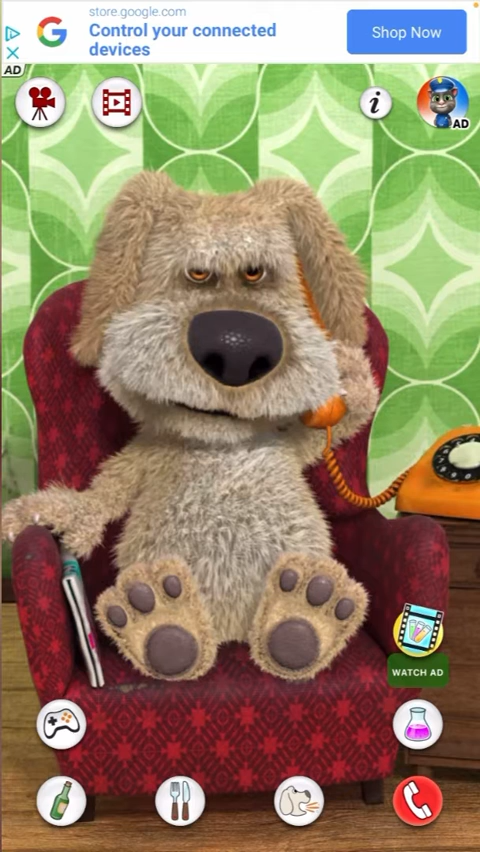 store.google.com
Control your connected
devices
Shop Now
AD
i
AD
WATCH AD